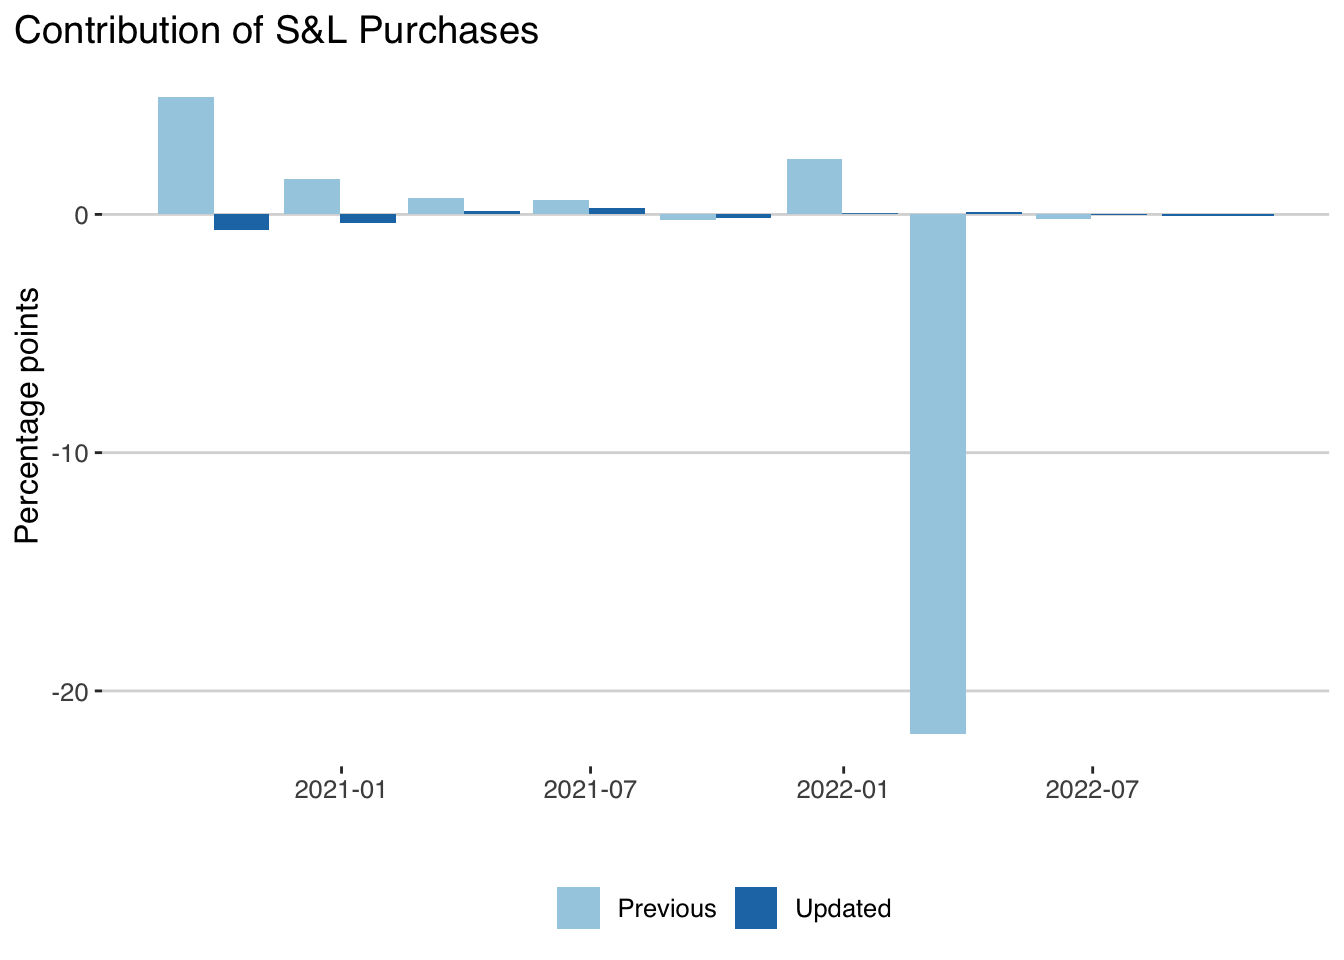 Contribution of S&L Purchases
Percentage points
0
-10
-20
2021-01
2021-07
2022-01
2022-07
Previous
Updated